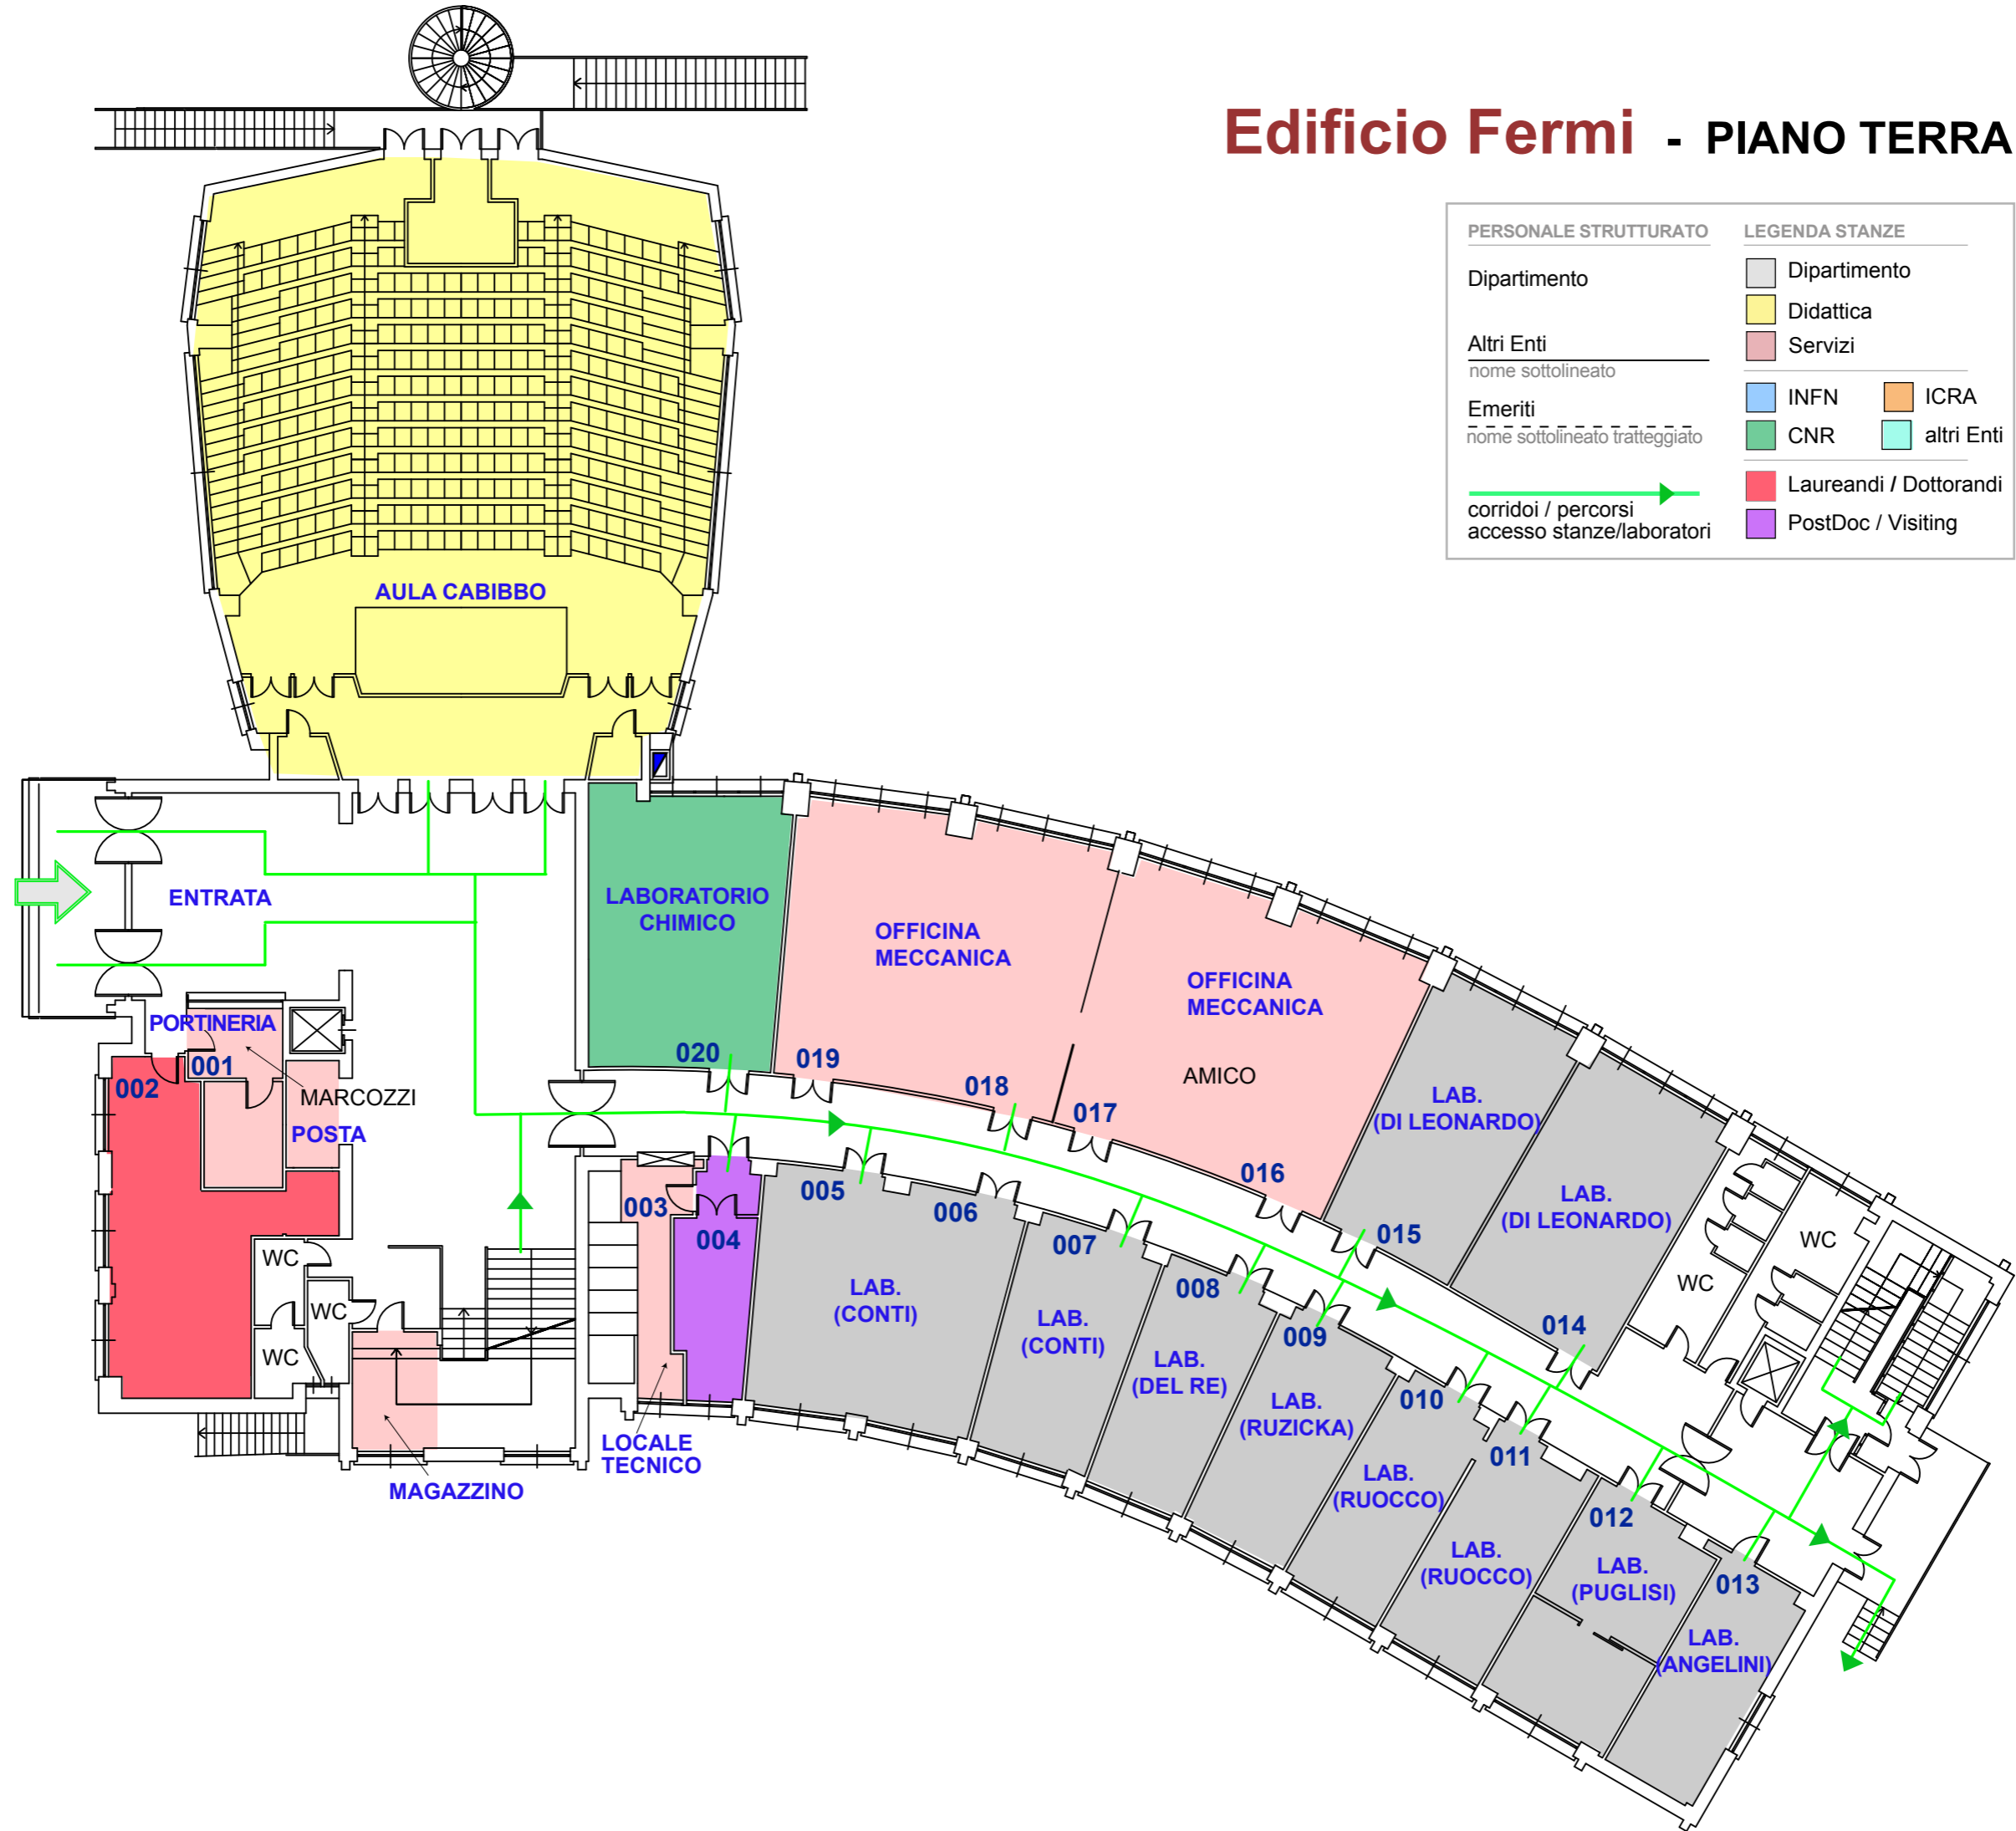 Edificio Fermi - PIANO TERRA
PERSONALE STRUTTURATO
Dipartimento
Altri Enti
nome sottolineato
Emeriti
nome sottolineato tratteggiato
corridoi / percorsi
accesso stanze/laboratori
LEGENDA STANZE
Dipartimento
Didattica
Servizi
INFN
ICRA
CNR
altri Enti
Laureandi / Dottorandi
PostDoc / Visiting
AULA CABIBBO
ENTRATA
LABORATORIO
CHIMICO
OFFICINA
MECCANICA
OFFICINA
MECCANICA
AMICO
PORTINERIA
001
002
MARCOZZI
POSTA
020
019
018
017
016
015
014
LAB.
(DI LEONARDO)
LAB.
(DI LEONARDO)
WC
WC
003
004
005
006
007
008
009
010
011
012
013
LAB.
(CONTI)
LAB.
(CONTI)
LAB.
(DEL RE)
LAB.
(RUZICKA)
LAB.
(RUOCCO)
LAB.
(RUOCCO)
LAB.
(PUGLISI)
LAB.
(ANGELINI)
WC
WC
WC
LOCALE
TECNICO
MAGAZZINO